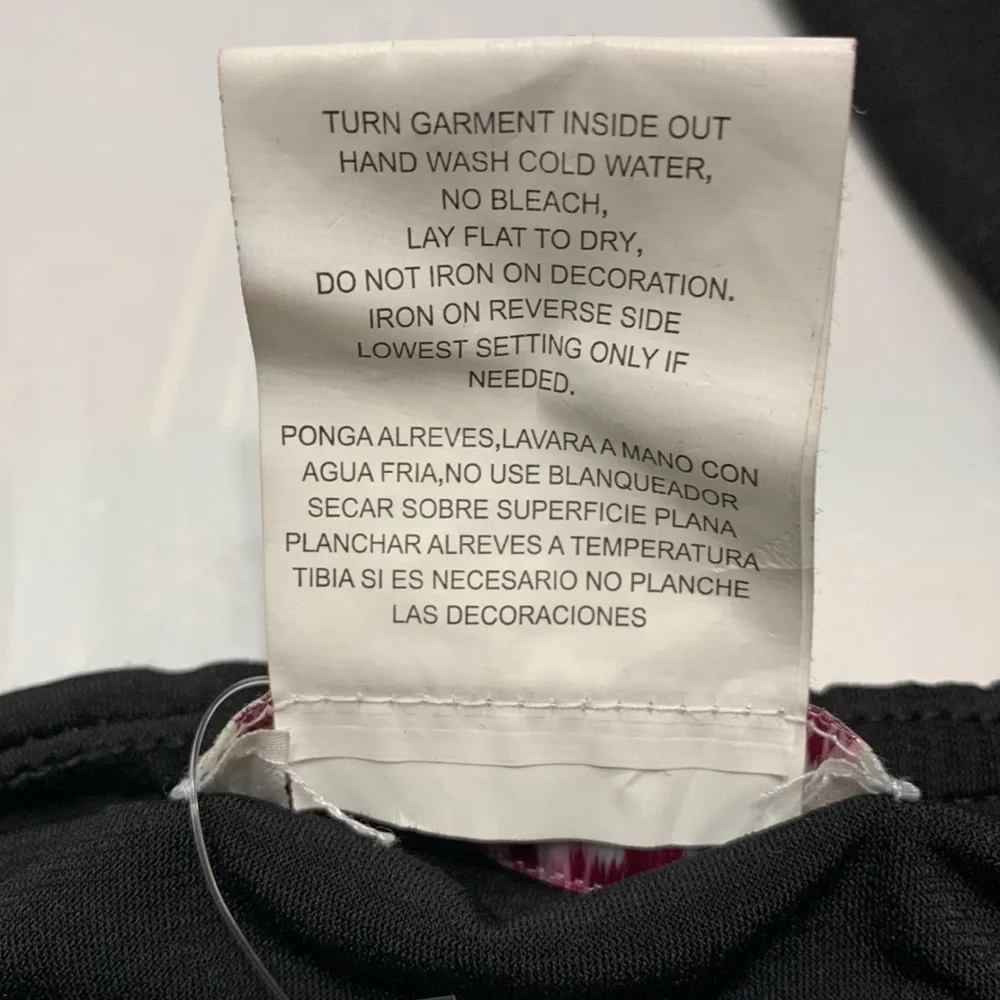 TURN GARMENT INSIDE OUT
HAND WASH COLD WATER,
NO BLEACH,
LAY FLAT TO DRY,
DO NOT IRON ON DECORATION.
IRON ON REVERSE SIDE
LOWEST SETTING ONLY IF
NEEDED.
PONGA ALREVES,LAVARA A MANO CON
AGUA FRIA,NO USE BLANQUEADOR
SECAR SOBRE SUPERFICIE PLANA
PLANCHAR ALREVES A TEMPERATURA
TIBIA SI ES NECESARIO NO PLANCHE
LAS DECORACIONES